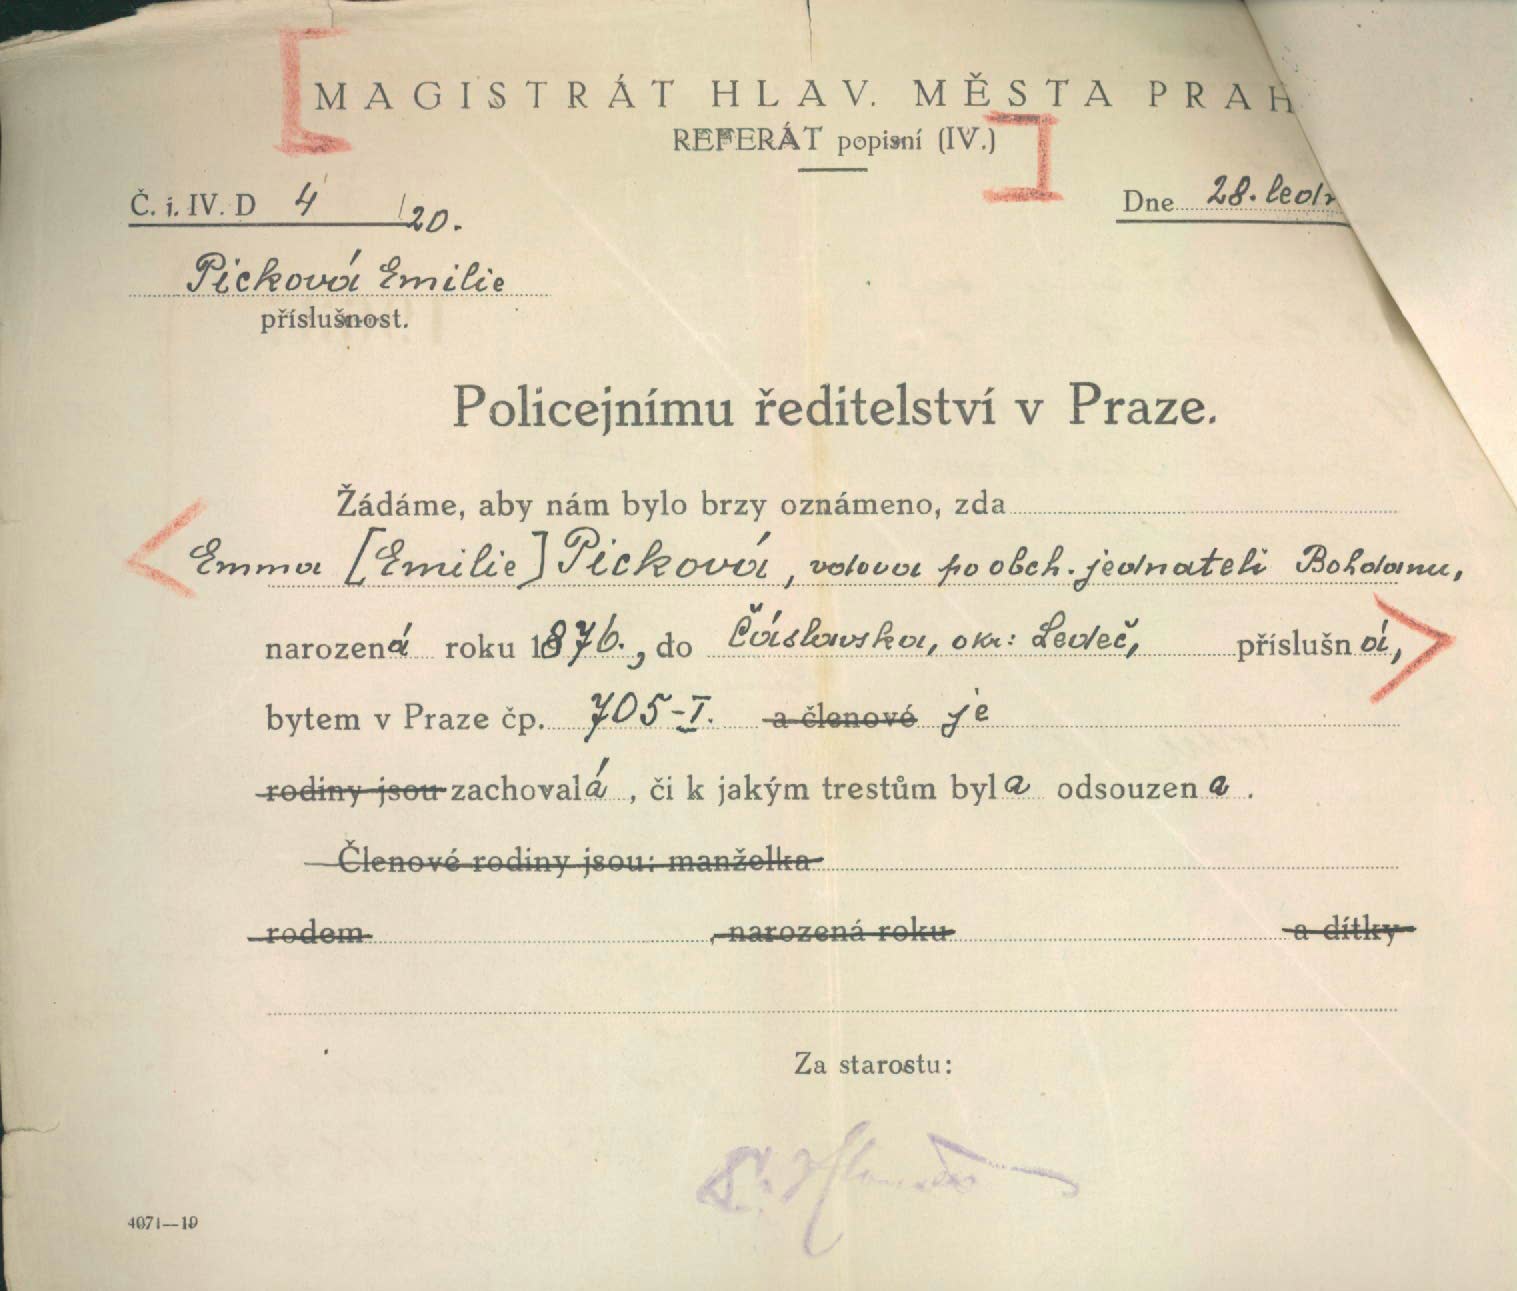 MAGISTRÁT HLAV. MĚSTA PRAH
REFERÁT popisní (IV.)
Č. j. IV. D 4 /20.
Dne 28. ledn
Picková Emilie
příslušnost.
Policejnímu ředitelství v Praze.
Žádáme, aby nám bylo brzy oznámeno, zda
Emma [Emilie] Picková, vdova po obch. jednateli Bohdanu,
narozená roku 1876., do Čáslavska, okr: Ledeč, příslušná,
bytem v Praze čp. 705-I. a členové je
rodiny jsou zachovalá, či k jakým trestům byla odsouzena.
Členové rodiny jsou: manželka
rodem , narozená roku a dítky
Za starostu:
4071—19